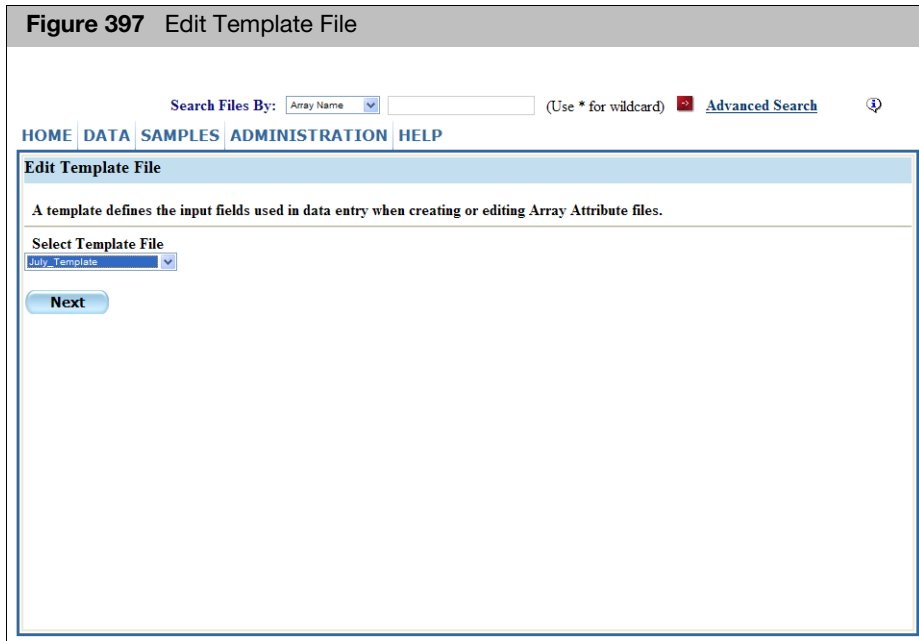 Figure 397 Edit Template File
Search Files By: Array Name (Use * for wildcard) Advanced Search
HOME DATA SAMPLES ADMINISTRATION HELP
Edit Template File
A template defines the input fields used in data entry when creating or editing Array Attribute files.
Select Template File
July_Template
Next